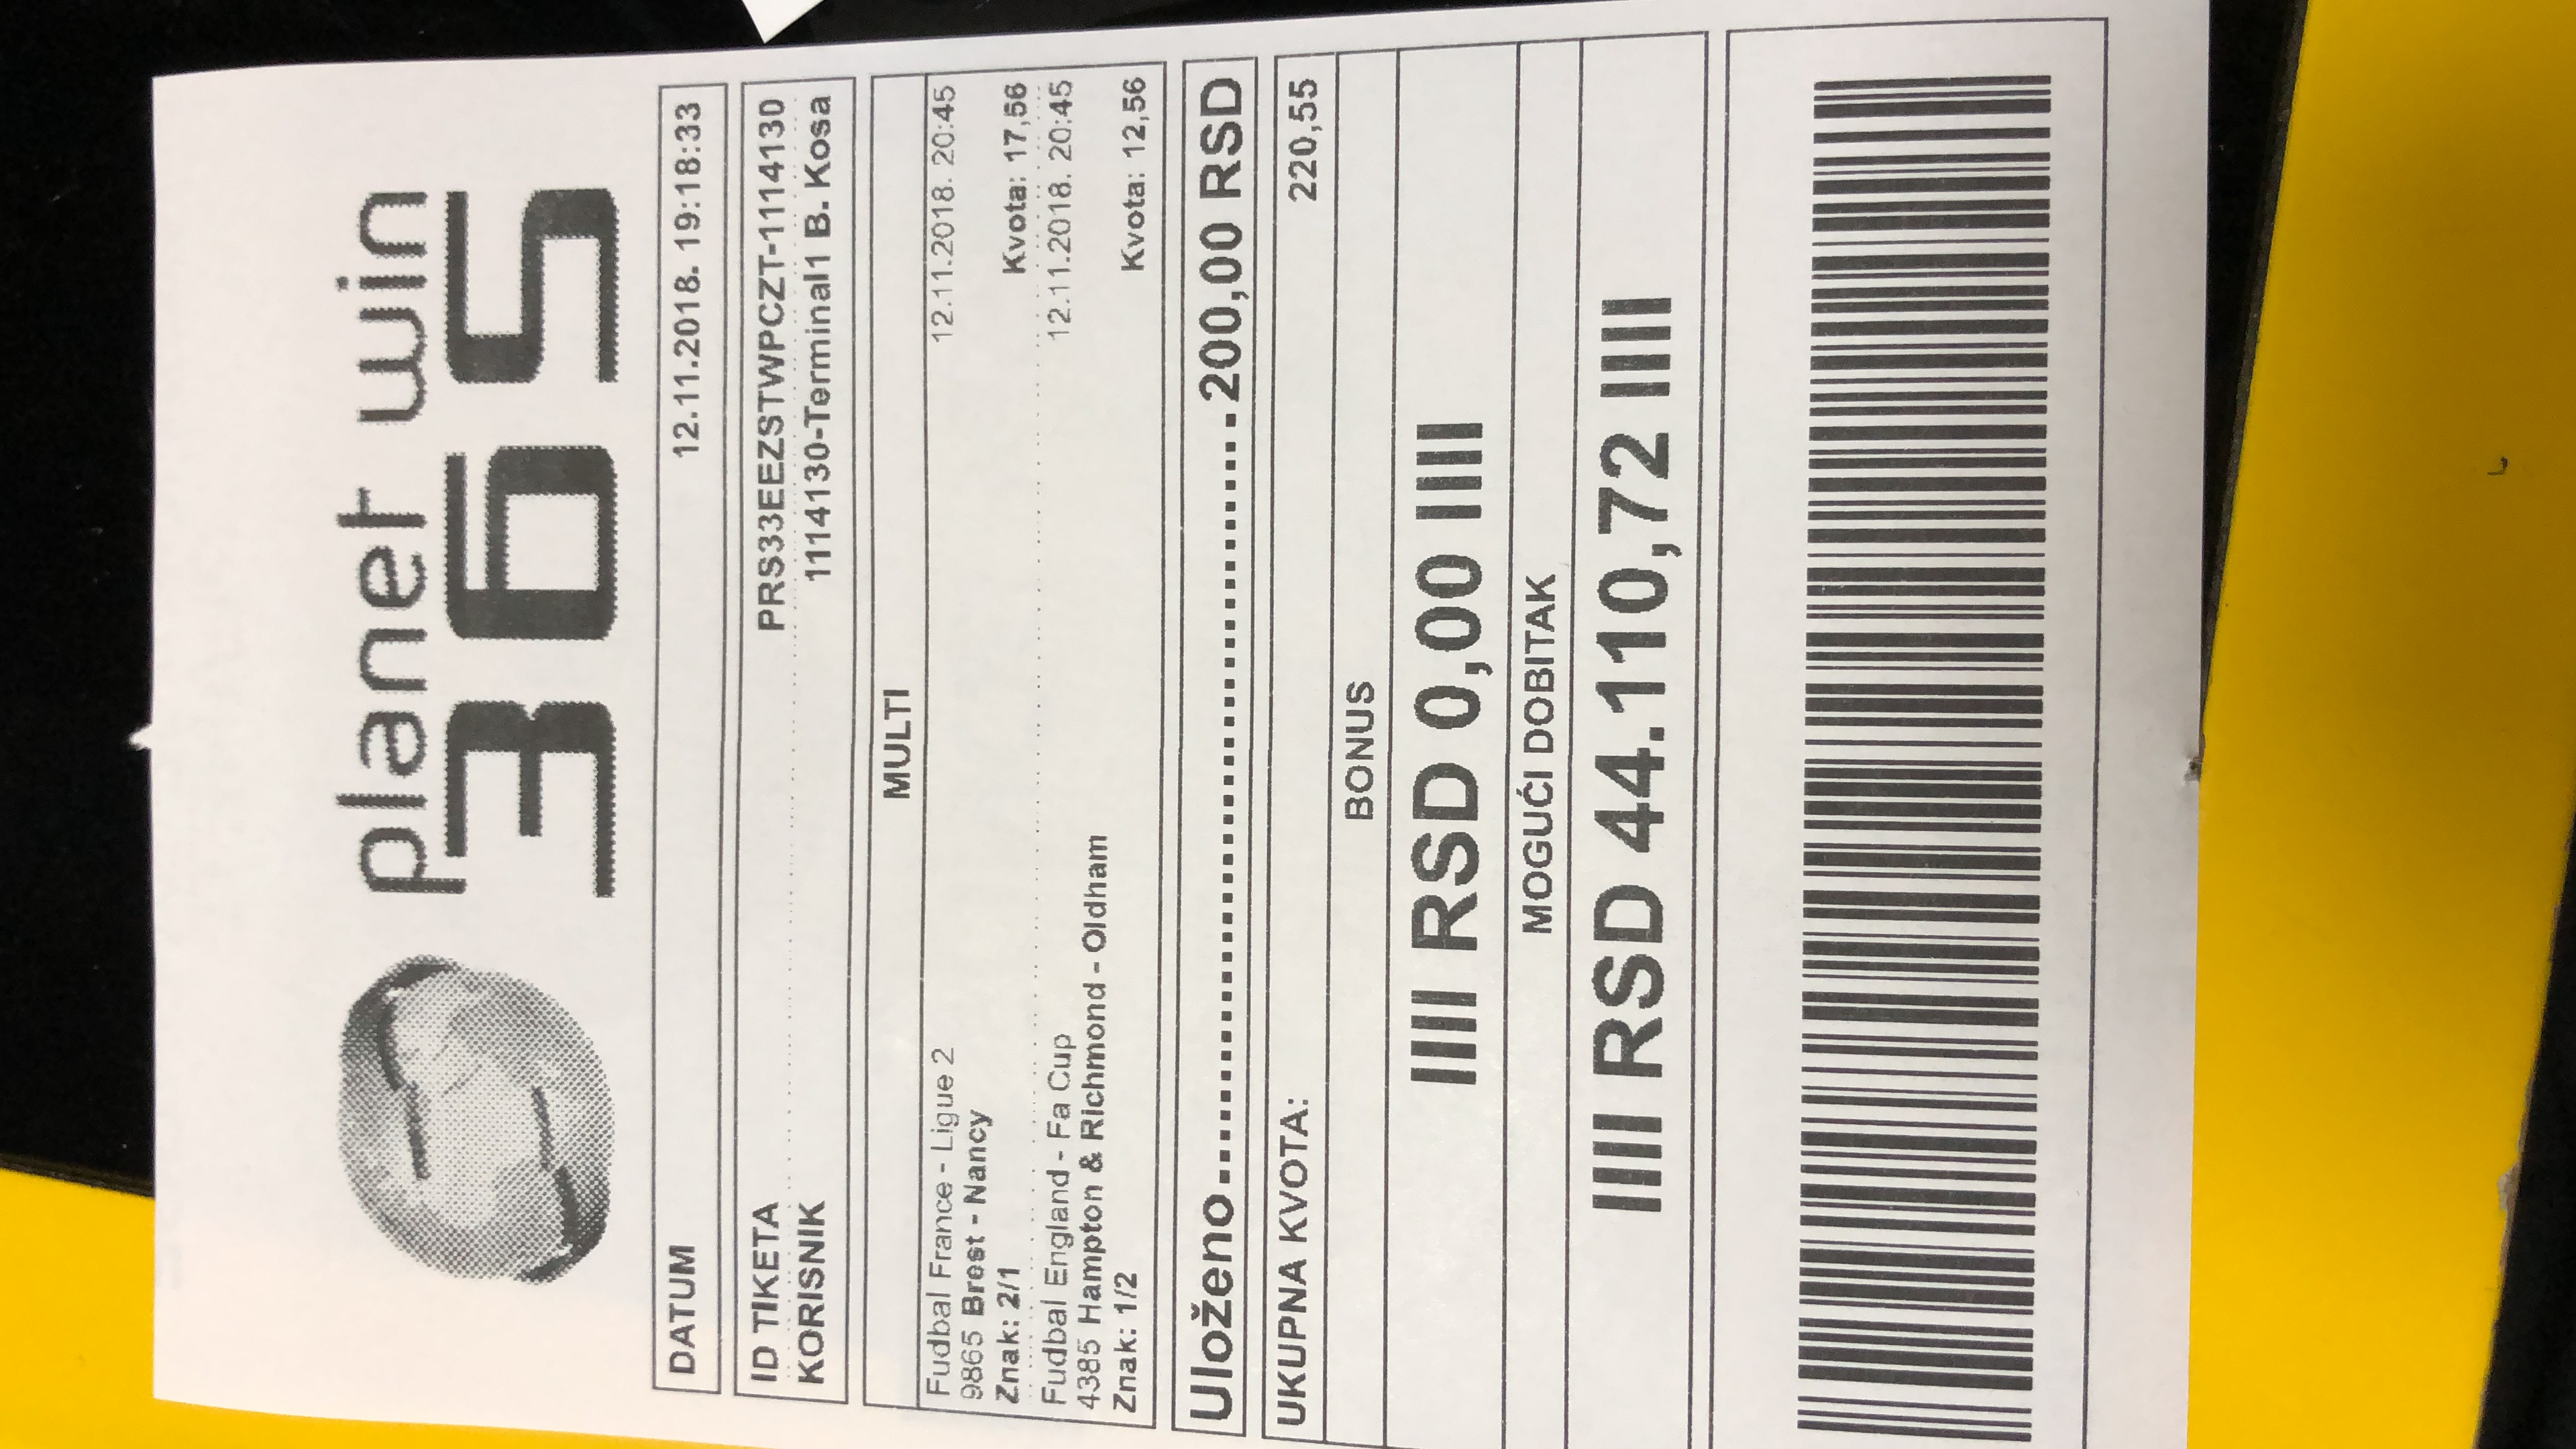 planet win
365
DATUM 12.11.2018. 19:18:33
ID TIKETA PRS33EEZSTWPCZT-1114130
KORISNIK 1114130-Terminal1 B. Kosa
MULTI
Fudbal France - Ligue 2 12.11.2018. 20:45
9865 Brest - Nancy
Znak: 2/1 Kvota: 17,56
Fudbal England - Fa Cup 12.11.2018. 20:45
4385 Hampton & Richmond - Oldham
Znak: 1/2 Kvota: 12,56
Uloženo..............................200,00 RSD
UKUPNA KVOTA: 220,55
BONUS
IIII RSD 0,00 IIII
MOGUĆI DOBITAK
IIII RSD 44.110,72 IIII